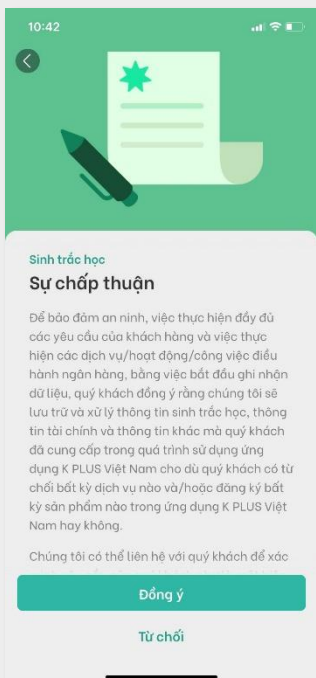 10:42
Sinh trắc học
Sự chấp thuận
Để bảo đảm an ninh, việc thực hiện đầy đủ
các yêu cầu của khách hàng và việc thực
hiện các dịch vụ/hoạt động/công việc điều
hành ngân hàng, bằng việc bắt đầu ghi nhận
dữ liệu, quý khách đồng ý rằng chúng tôi sẽ
lưu trữ và xử lý thông tin sinh trắc học, thông
tin tài chính và thông tin khác mà quý khách
đã cung cấp trong quá trình sử dụng ứng
dụng K PLUS Việt Nam cho dù quý khách có từ
chối bất kỳ dịch vụ nào và/hoặc đăng ký bất
kỳ sản phẩm nào trong ứng dụng K PLUS Việt
Nam hay không.
Chúng tôi có thể liên hệ với quý khách để xác
Đồng ý
Từ chối